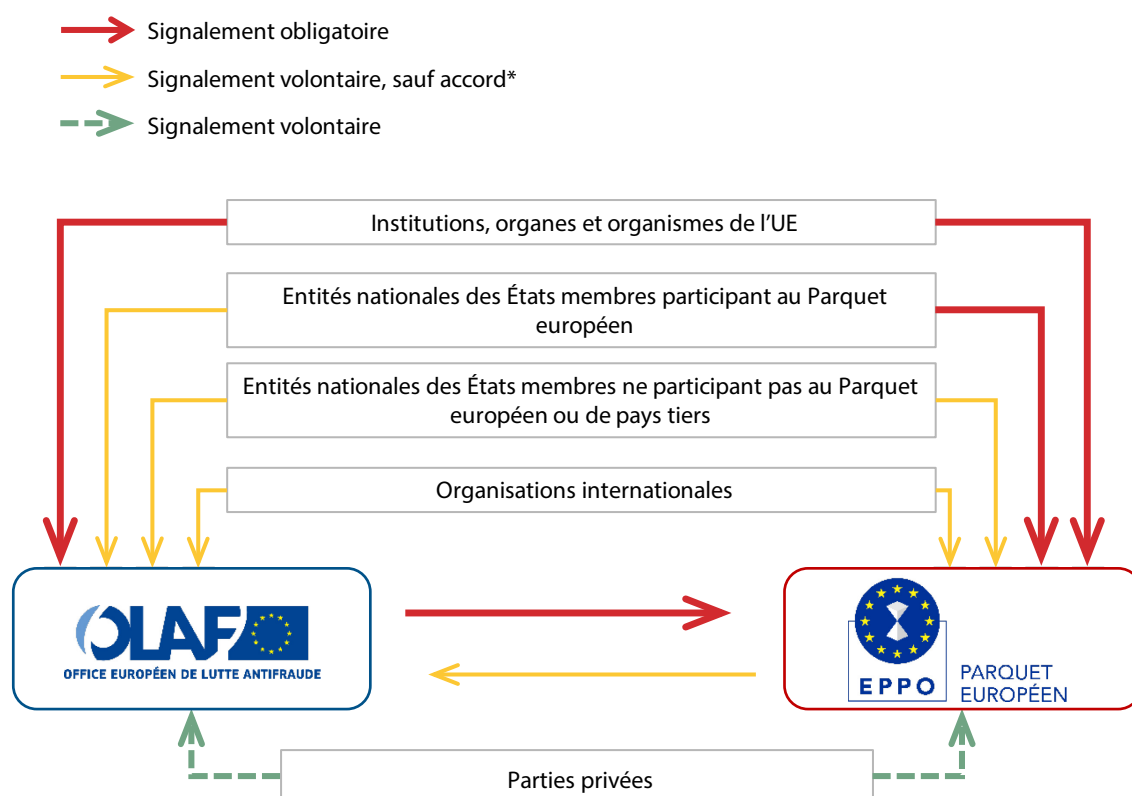 Signalement obligatoire
Signalement volontaire, sauf accord*
Signalement volontaire
Institutions, organes et organismes de l’UE
Entités nationales des États membres participant au Parquet
européen
Entités nationales des États membres ne participant pas au Parquet
européen ou de pays tiers
Organisations internationales
OLAF
OFFICE EUROPÉEN DE LUTTE ANTIFRAUDE
EPPO
PARQUET
EUROPÉEN
Parties privées